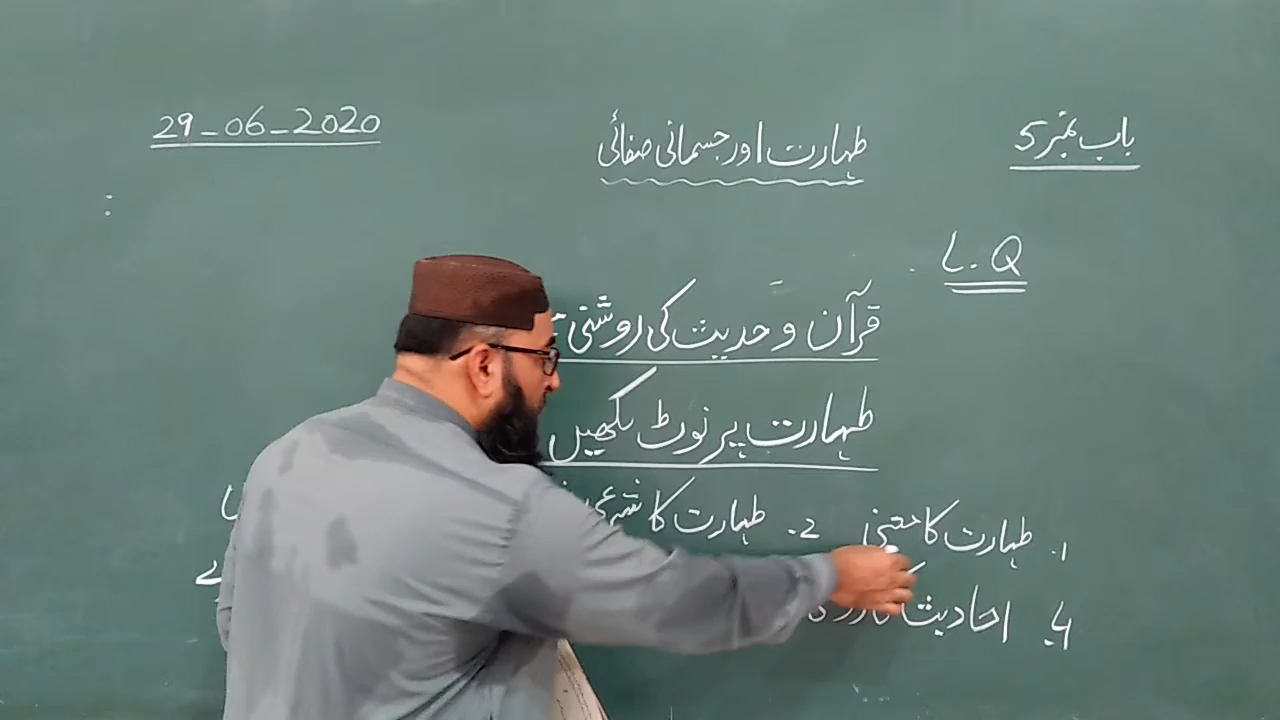 باب نمبر 5 طہارت اور جسمانی صفائی 29-06-2020
L.Q
قرآن و حدیث کی روشنی
طہارت پر نوٹ لکھیں
1. طہارت کا معنی 2. طہارت کا شرعی
4. احادیث